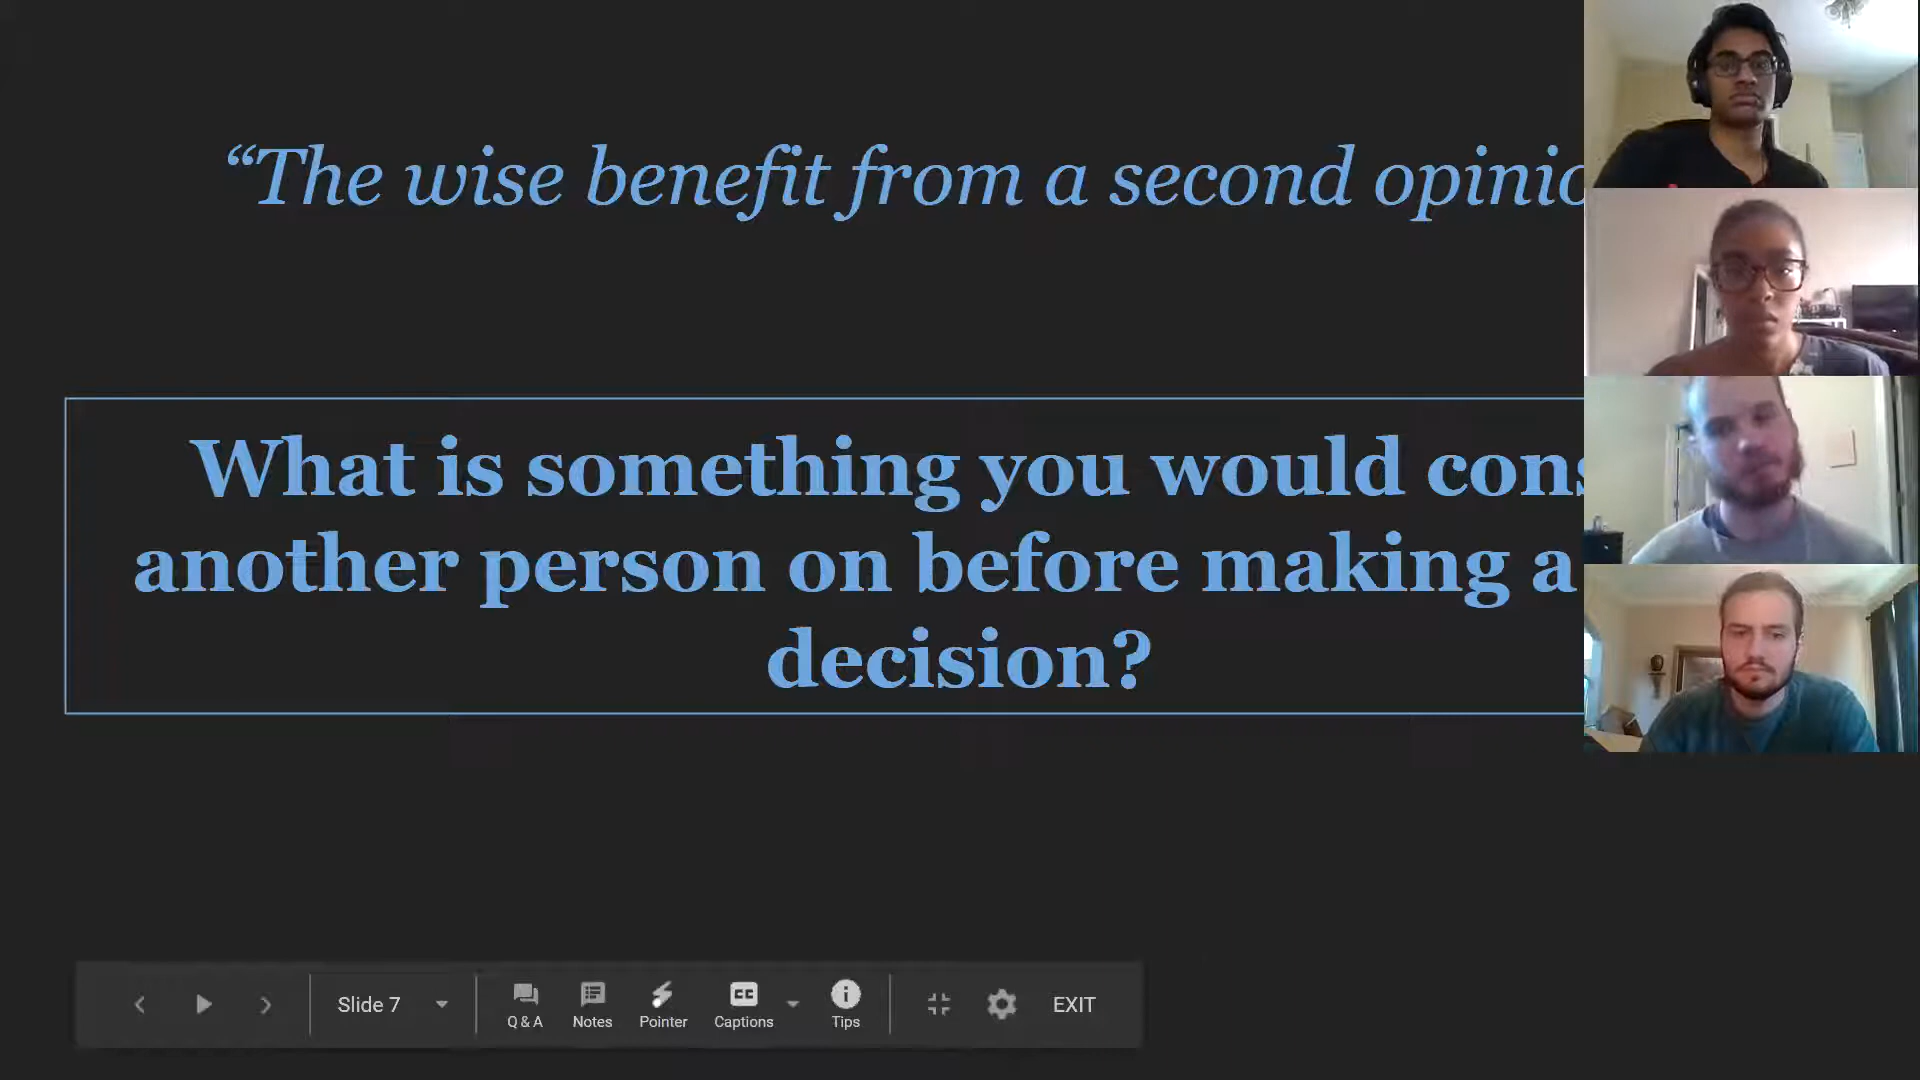 “The wise benefit from a second opinio
What is something you would cons
another person on before making a
decision?
Slide 7
Q & A
Notes
Pointer
Captions
Tips
EXIT